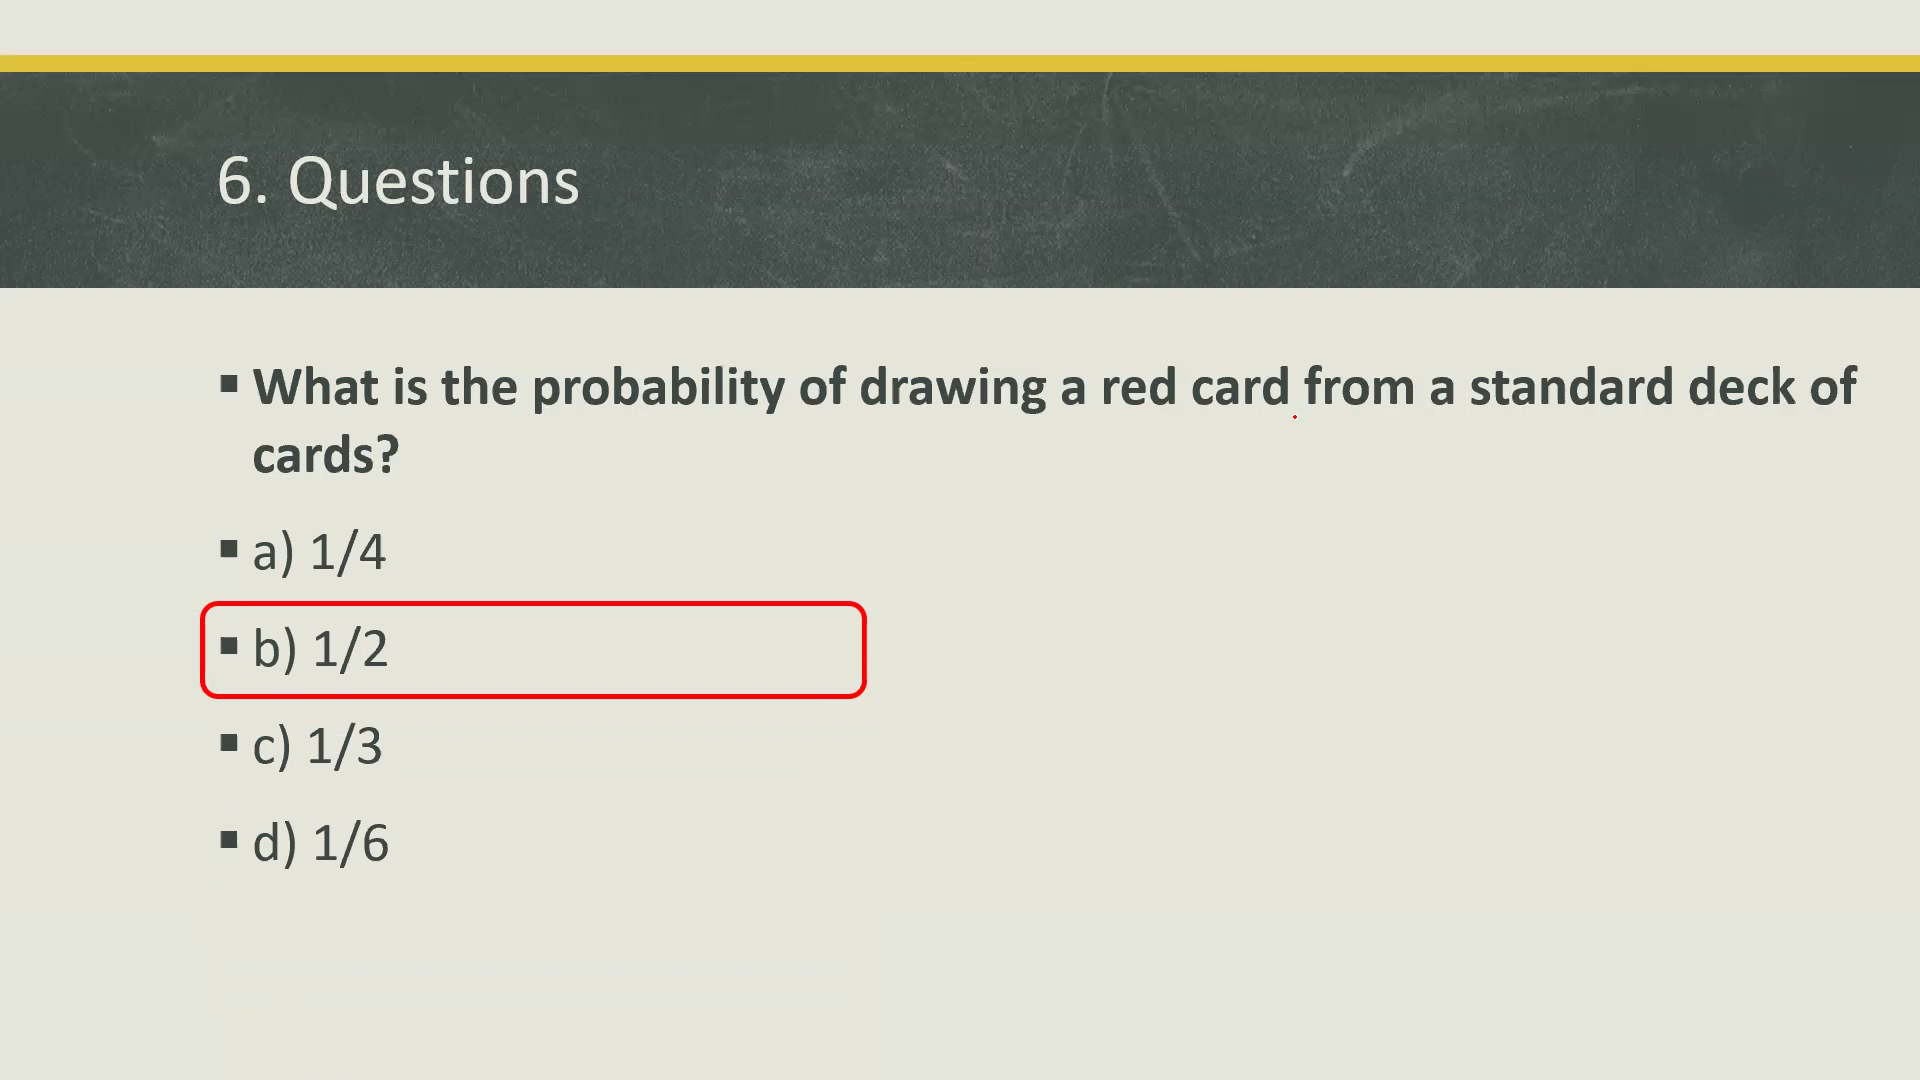 6. Questions
▪ What is the probability of drawing a red card from a standard deck of
cards?
▪ a) 1/4
▪ b) 1/2
▪ c) 1/3
▪ d) 1/6